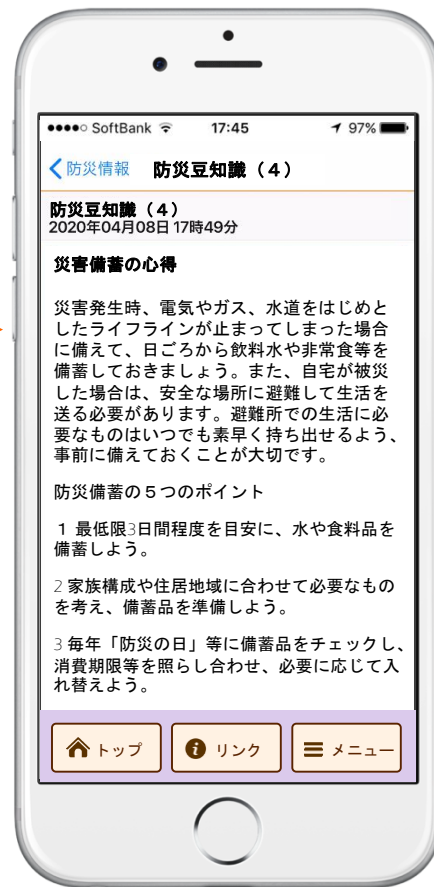 SoftBank 17:45 97%
防災情報 防災豆知識（４）
防災豆知識（４）
2020年04月08日 17時49分
災害備蓄の心得
災害発生時、電気やガス、水道をはじめと
したライフラインが止まってしまった場合
に備えて、日ごろから飲料水や非常食等を
備蓄しておきましょう。また、自宅が被災
した場合は、安全な場所に避難して生活を
送る必要があります。避難所での生活に必
要なものはいつでも素早く持ち出せるよう、
事前に備えておくことが大切です。
防災備蓄の５つのポイント
１ 最低限3日間程度を目安に、水や食料品を
備蓄しよう。
2 家族構成や住居地域に合わせて必要なもの
を考え、備蓄品を準備しよう。
3 毎年「防災の日」等に備蓄品をチェックし、
消費期限等を照らし合わせ、必要に応じて入
れ替えよう。
トップ リンク メニュー